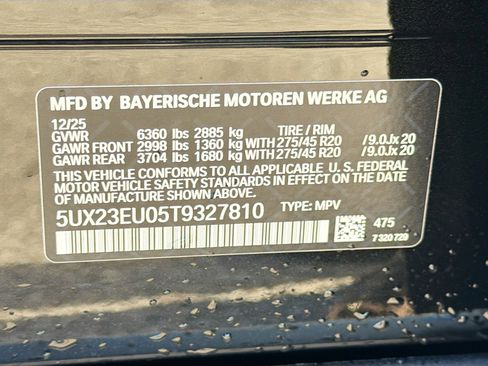 MFD BY BAYERISCHE MOTOREN WERKE AG
12/25
GVWR 6360 lbs 2885 kg TIRE / RIM
GAWR FRONT 2998 lbs 1360 kg WITH 275/45 R20 /9.0Jx 20
GAWR REAR 3704 lbs 1680 kg WITH 275/45 R20 /9.0Jx 20
THIS VEHICLE CONFORMS TO ALL APPLICABLE U. S. FEDERAL
MOTOR VEHICLE SAFETY STANDARDS IN EFFECT ON THE DATE
OF MANUFACTURE SHOWN ABOVE.
5UX23EU05T9327810 TYPE: MPV
475
7320720